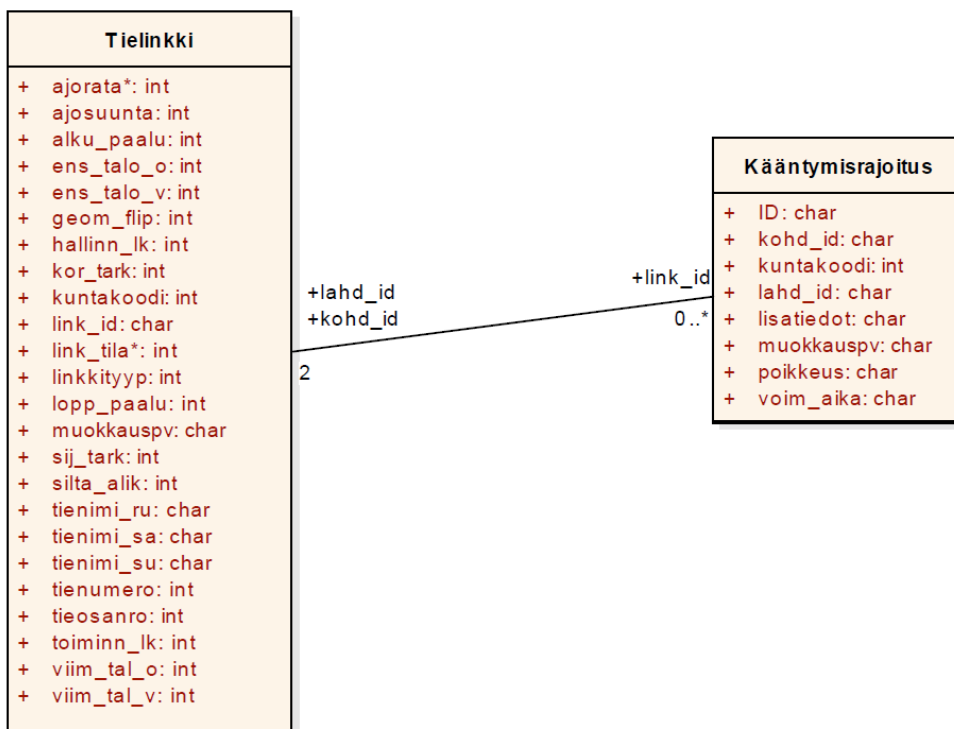 Tielinkki
+ ajorata*: int
+ ajosuunta: int
+ alku_paalu: int
+ ens_talo_o: int
+ ens_talo_v: int
+ geom_flip: int
+ hallinn_lk: int
+ kor_tark: int
+ kuntakoodi: int
+ link_id: char
+ link_tila*: int
+ linkkityyp: int
+ lopp_paalu: int
+ muokkauspv: char
+ sij_tark: int
+ silta_alik: int
+ tienimi_ru: char
+ tienimi_sa: char
+ tienimi_su: char
+ tienumero: int
+ tieosanro: int
+ toiminn_lk: int
+ viim_tal_o: int
+ viim_tal_v: int
+lahd_id
+kohd_id
2
+link_id
0..*
Kääntymisrajoitus
+ ID: char
+ kohd_id: char
+ kuntakoodi: int
+ lahd_id: char
+ lisatiedot: char
+ muokkauspv: char
+ poikkeus: char
+ voim_aika: char